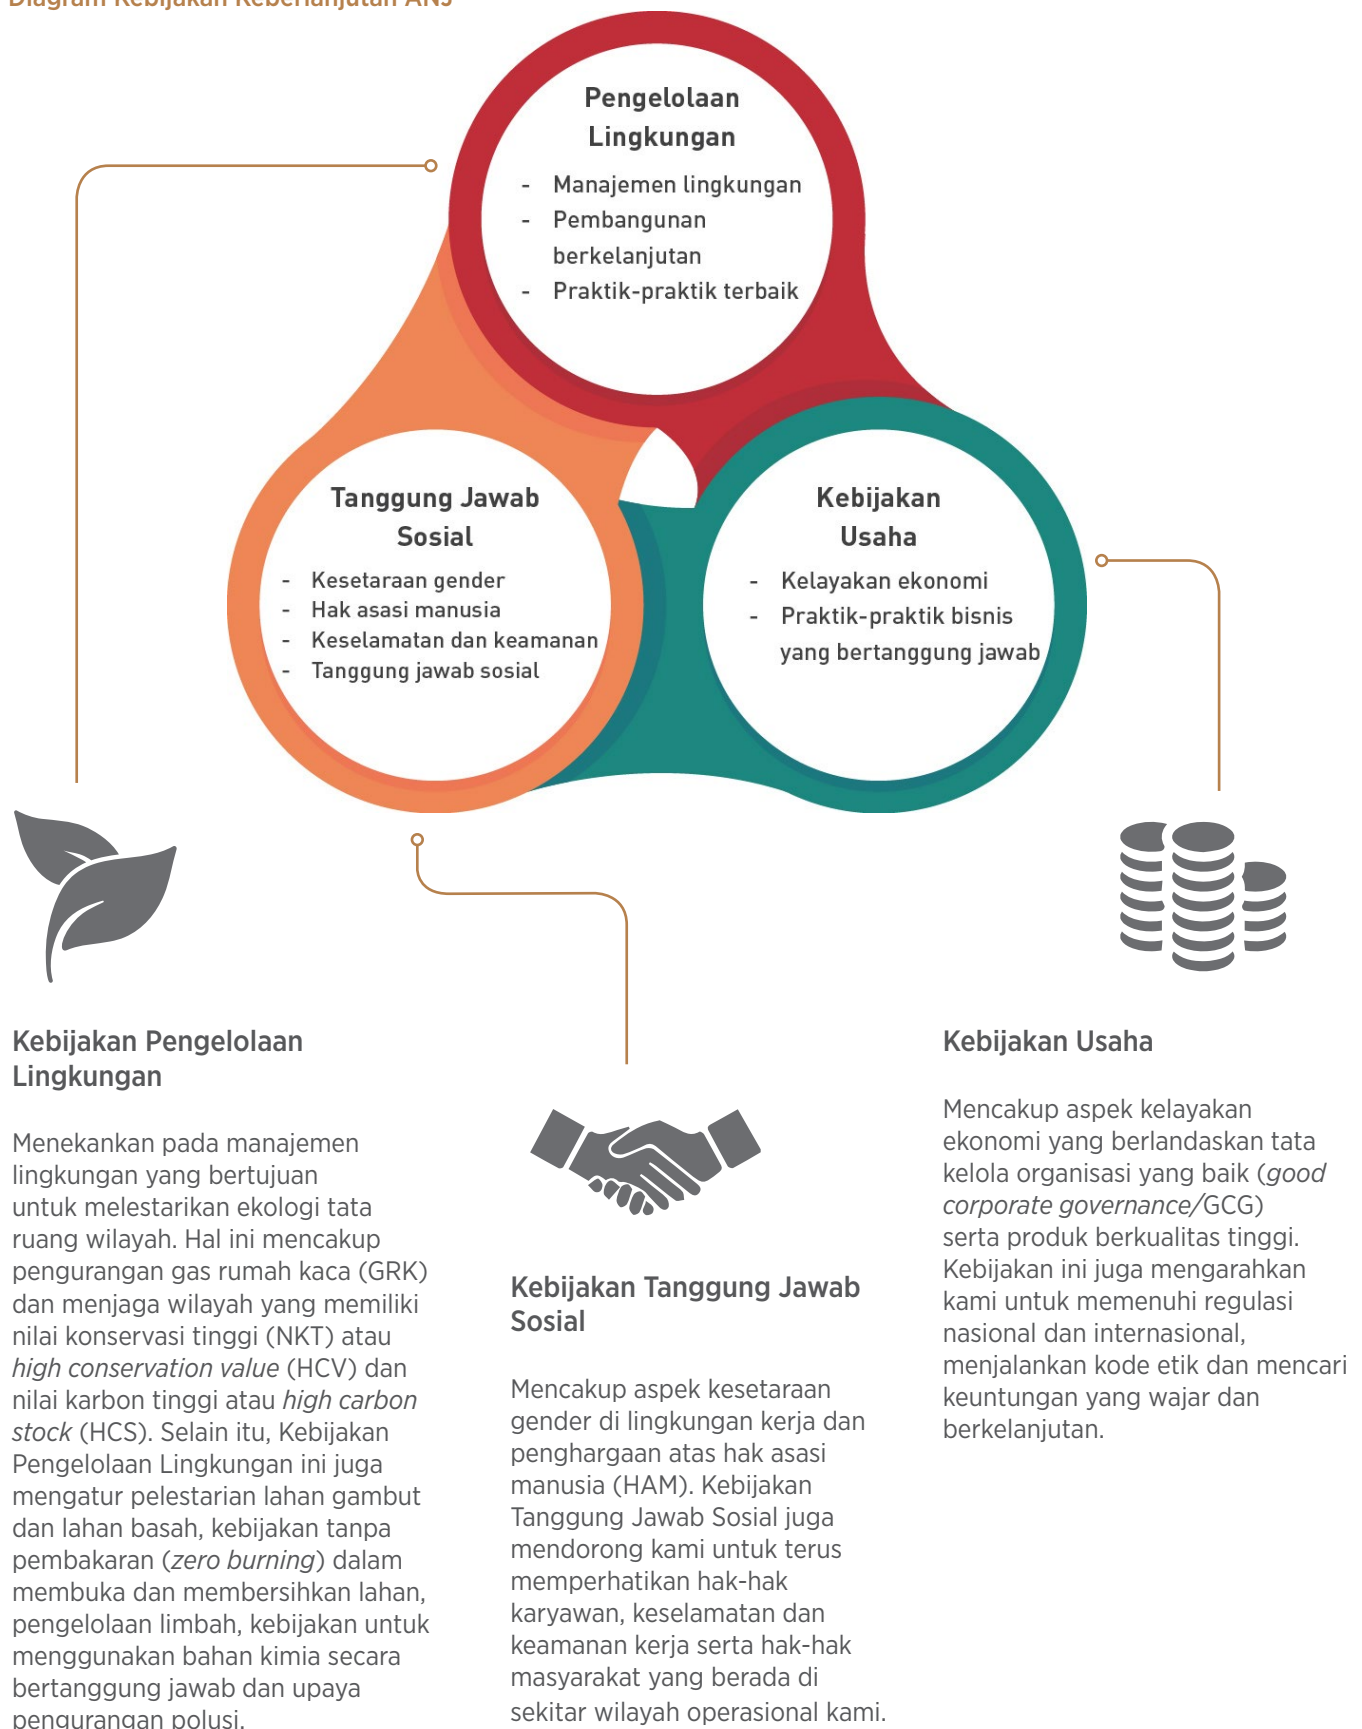 Diagram Kebijakan Keberlanjutan ANJ
Pengelolaan
Lingkungan
- Manajemen lingkungan
- Pembangunan
berkelanjutan
- Praktik-praktik terbaik
Tanggung Jawab
Sosial
- Kesetaraan gender
- Hak asasi manusia
- Keselamatan dan keamanan
- Tanggung jawab sosial
Kebijakan
Usaha
- Kelayakan ekonomi
- Praktik-praktik bisnis
yang bertanggung jawab
Kebijakan Pengelolaan
Lingkungan
Menekankan pada manajemen
lingkungan yang bertujuan
untuk melestarikan ekologi tata
ruang wilayah. Hal ini mencakup
pengurangan gas rumah kaca (GRK)
dan menjaga wilayah yang memiliki
nilai konservasi tinggi (NKT) atau
high conservation value (HCV) dan
nilai karbon tinggi atau high carbon
stock (HCS). Selain itu, Kebijakan
Pengelolaan Lingkungan ini juga
mengatur pelestarian lahan gambut
dan lahan basah, kebijakan tanpa
pembakaran (zero burning) dalam
membuka dan membersihkan lahan,
pengelolaan limbah, kebijakan untuk
menggunakan bahan kimia secara
bertanggung jawab dan upaya
pengurangan polusi.
Kebijakan Tanggung Jawab
Sosial
Mencakup aspek kesetaraan
gender di lingkungan kerja dan
penghargaan atas hak asasi
manusia (HAM). Kebijakan
Tanggung Jawab Sosial juga
mendorong kami untuk terus
memperhatikan hak-hak
karyawan, keselamatan dan
keamanan kerja serta hak-hak
masyarakat yang berada di
sekitar wilayah operasional kami.
Kebijakan Usaha
Mencakup aspek kelayakan
ekonomi yang berlandaskan tata
kelola organisasi yang baik (good
corporate governance/GCG)
serta produk berkualitas tinggi.
Kebijakan ini juga mengarahkan
kami untuk memenuhi regulasi
nasional dan internasional,
menjalankan kode etik dan mencari
keuntungan yang wajar dan
berkelanjutan.